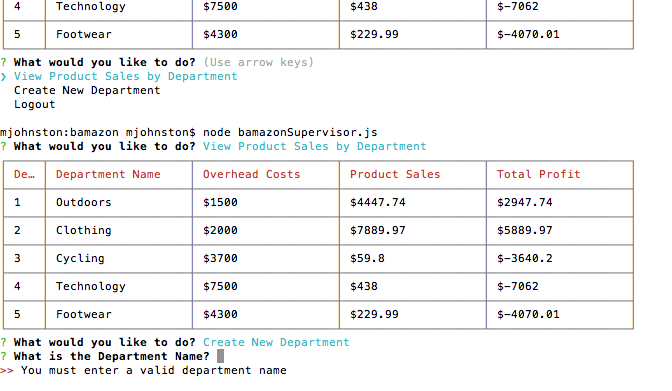 4 Technology $7500 $438 $-7062
5 Footwear $4300 $229.99 $-4070.01
? What would you like to do? (Use arrow keys)
❯ View Product Sales by Department
Create New Department
Logout
mjohnston:bamazon mjohnston$ node bamazonSupervisor.js
? What would you like to do? View Product Sales by Department
De… Department Name Overhead Costs Product Sales Total Profit
1 Outdoors $1500 $4447.74 $2947.74
2 Clothing $2000 $7889.97 $5889.97
3 Cycling $3700 $59.8 $-3640.2
4 Technology $7500 $438 $-7062
5 Footwear $4300 $229.99 $-4070.01
? What would you like to do? Create New Department
? What is the Department Name?
>> You must enter a valid department name